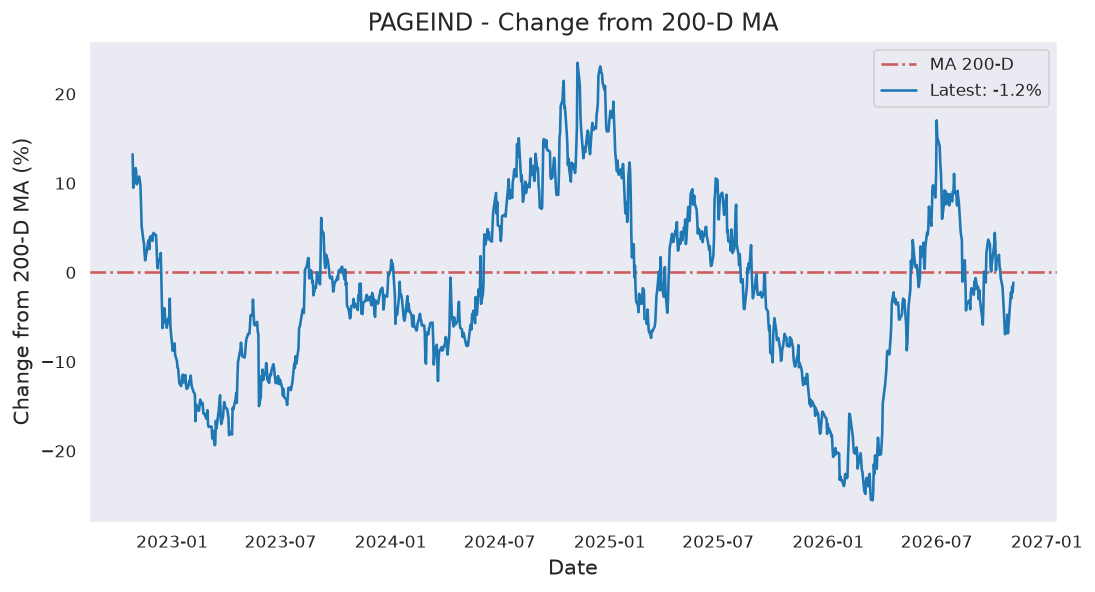 PAGEIND - Change from 200-D MA
MA 200-D
Latest: -1.2%
Change from 200-D MA (%)
20
10
0
−10
−20
2023-01 2023-07 2024-01 2024-07 2025-01 2025-07 2026-01 2026-07 2027-01
Date